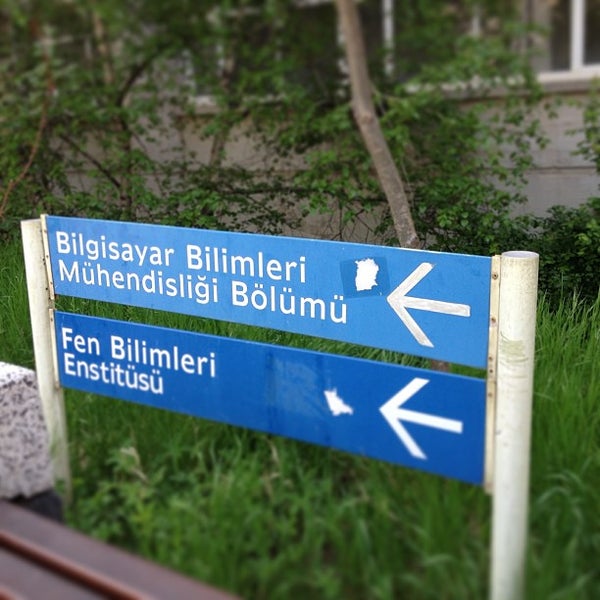 Bilgisayar Bilimleri
Mühendisliği Bölümü
Fen Bilimleri
Enstitüsü